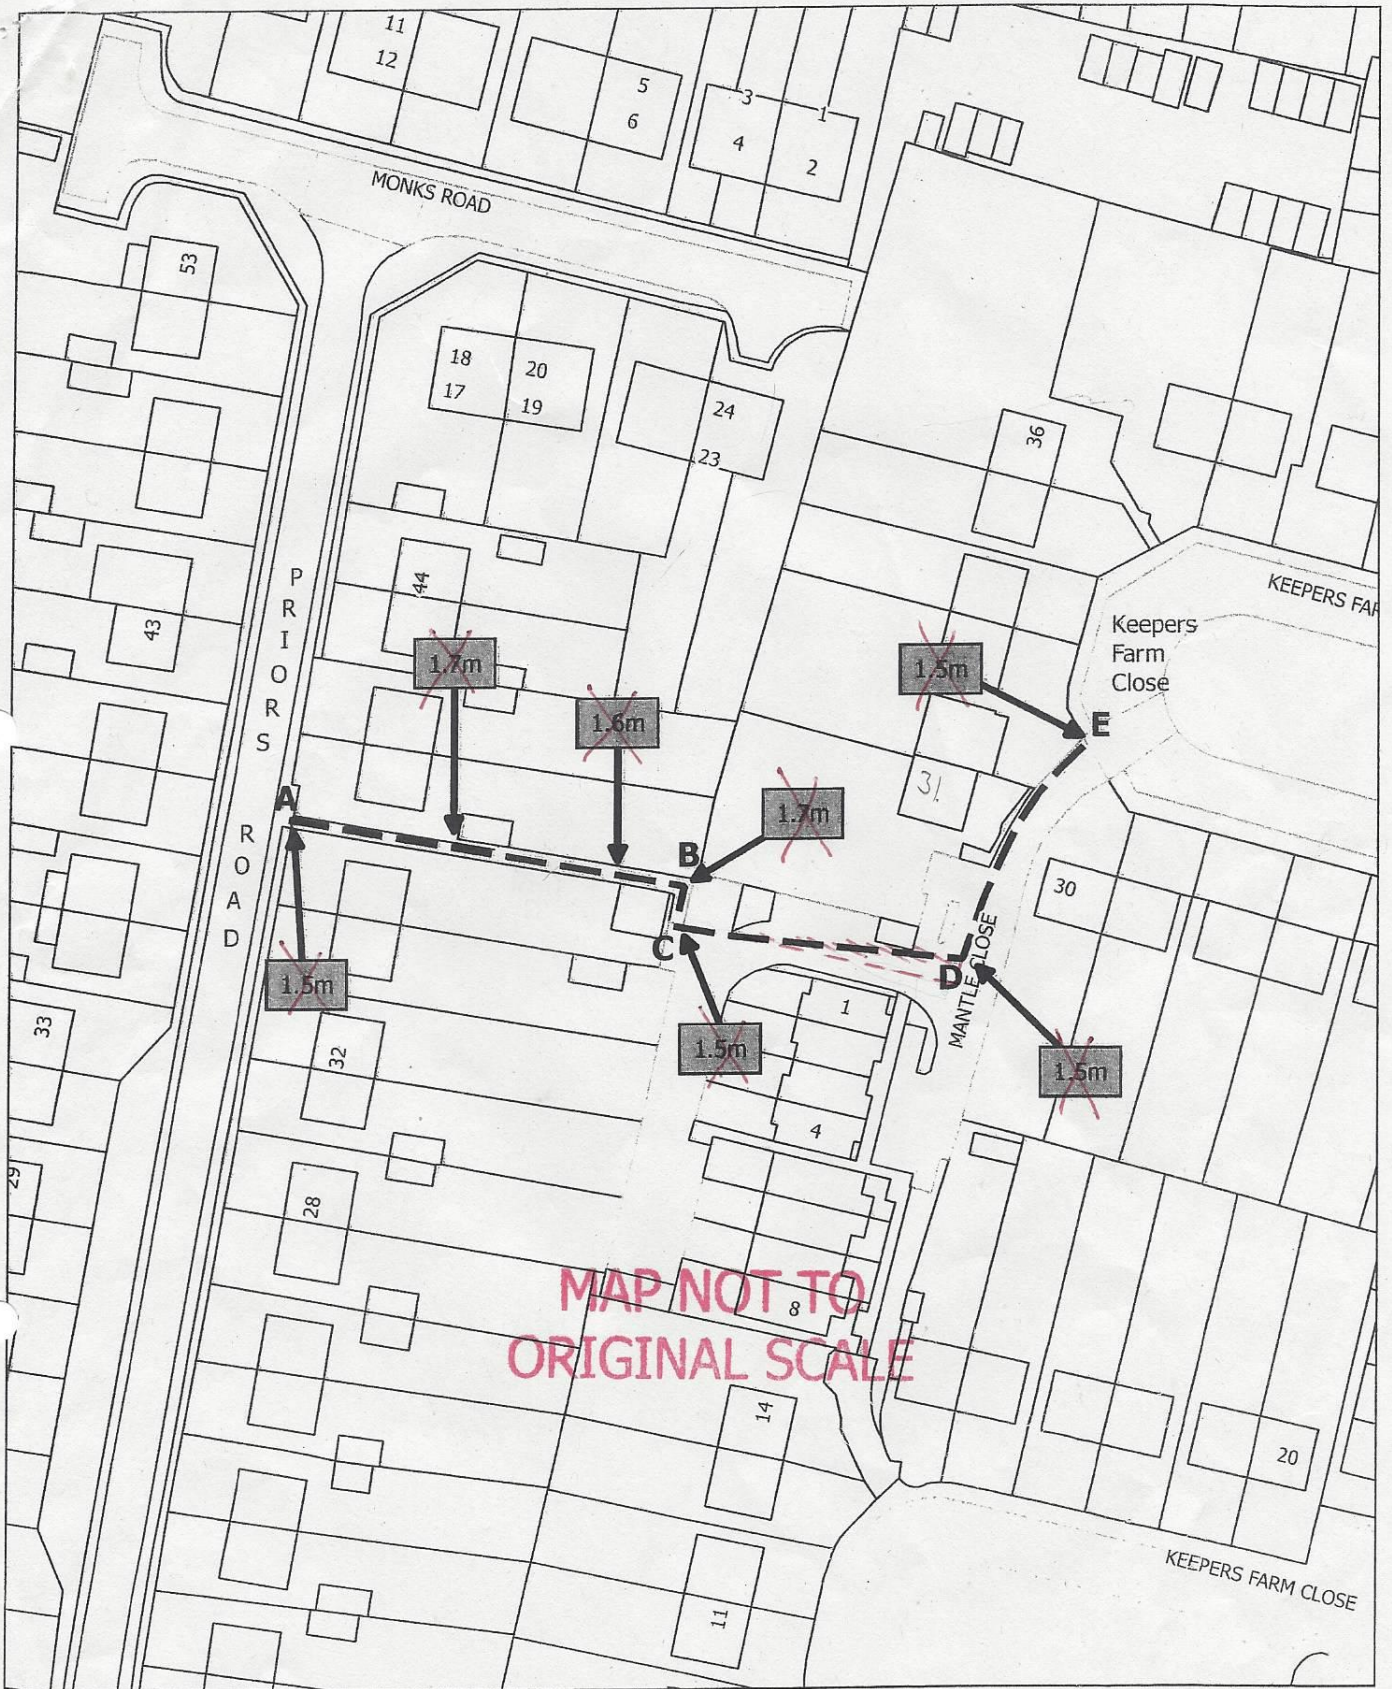 11
12
5
6
3
1
4
2
MONKS ROAD
53
18
20
17
19
24
23
36
PRIORS ROAD
44
43
KEEPERS FAR
Keepers
Farm
Close
1.7m
1.5m
1.6m
E
31
A
1.7m
B
30
C
D
MANTLE CLOSE
1.5m
1
1.5m
1.5m
33
32
4
29
28
MAP NOT TO
ORIGINAL SCALE
8
14
20
KEEPERS FARM CLOSE
11